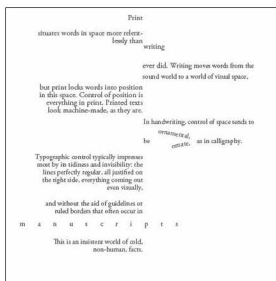 Print
situates words in space more relent-
lessly than
writing
ever did. Writing moves words from the
sound world to a world of visual space,
but print locks words into position
in this space. Control of position is
everything in print. Printed texts
look machine-made, as they are.
In handwriting, control of space tends to
be ornamental, ornate, as in calligraphy.
Typographic control typically impresses
most by its tidiness and invisibility: the
lines perfectly regular, all justified on
the right side, everything coming out
even visually,
and without the aid of guidelines or
ruled borders that often occur in
m a n u s c r i p t s
This is an insistent world of cold,
non-human, facts.